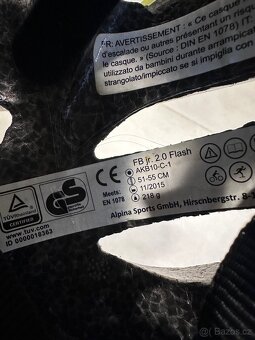 FR: AVERTISSEMENT - « Ce casque
d'escalade ou autres présentant un risque
le casque. » (Source: DIN EN 1078) IT:
utilizzato da bambini durante arrampicat
strangolato/impiccato se si impiglia con
FB jr. 2.0 Flash
AKB10-C-1
51-55 CM
11/2015
218 g
Meets:
EN 1078
TÜV
CERTIFIED
GS
CE
www.tuv.com
ID 0000018363
Alpina Sports GmbH, Hirschbergstr. 8-
bazos.cz